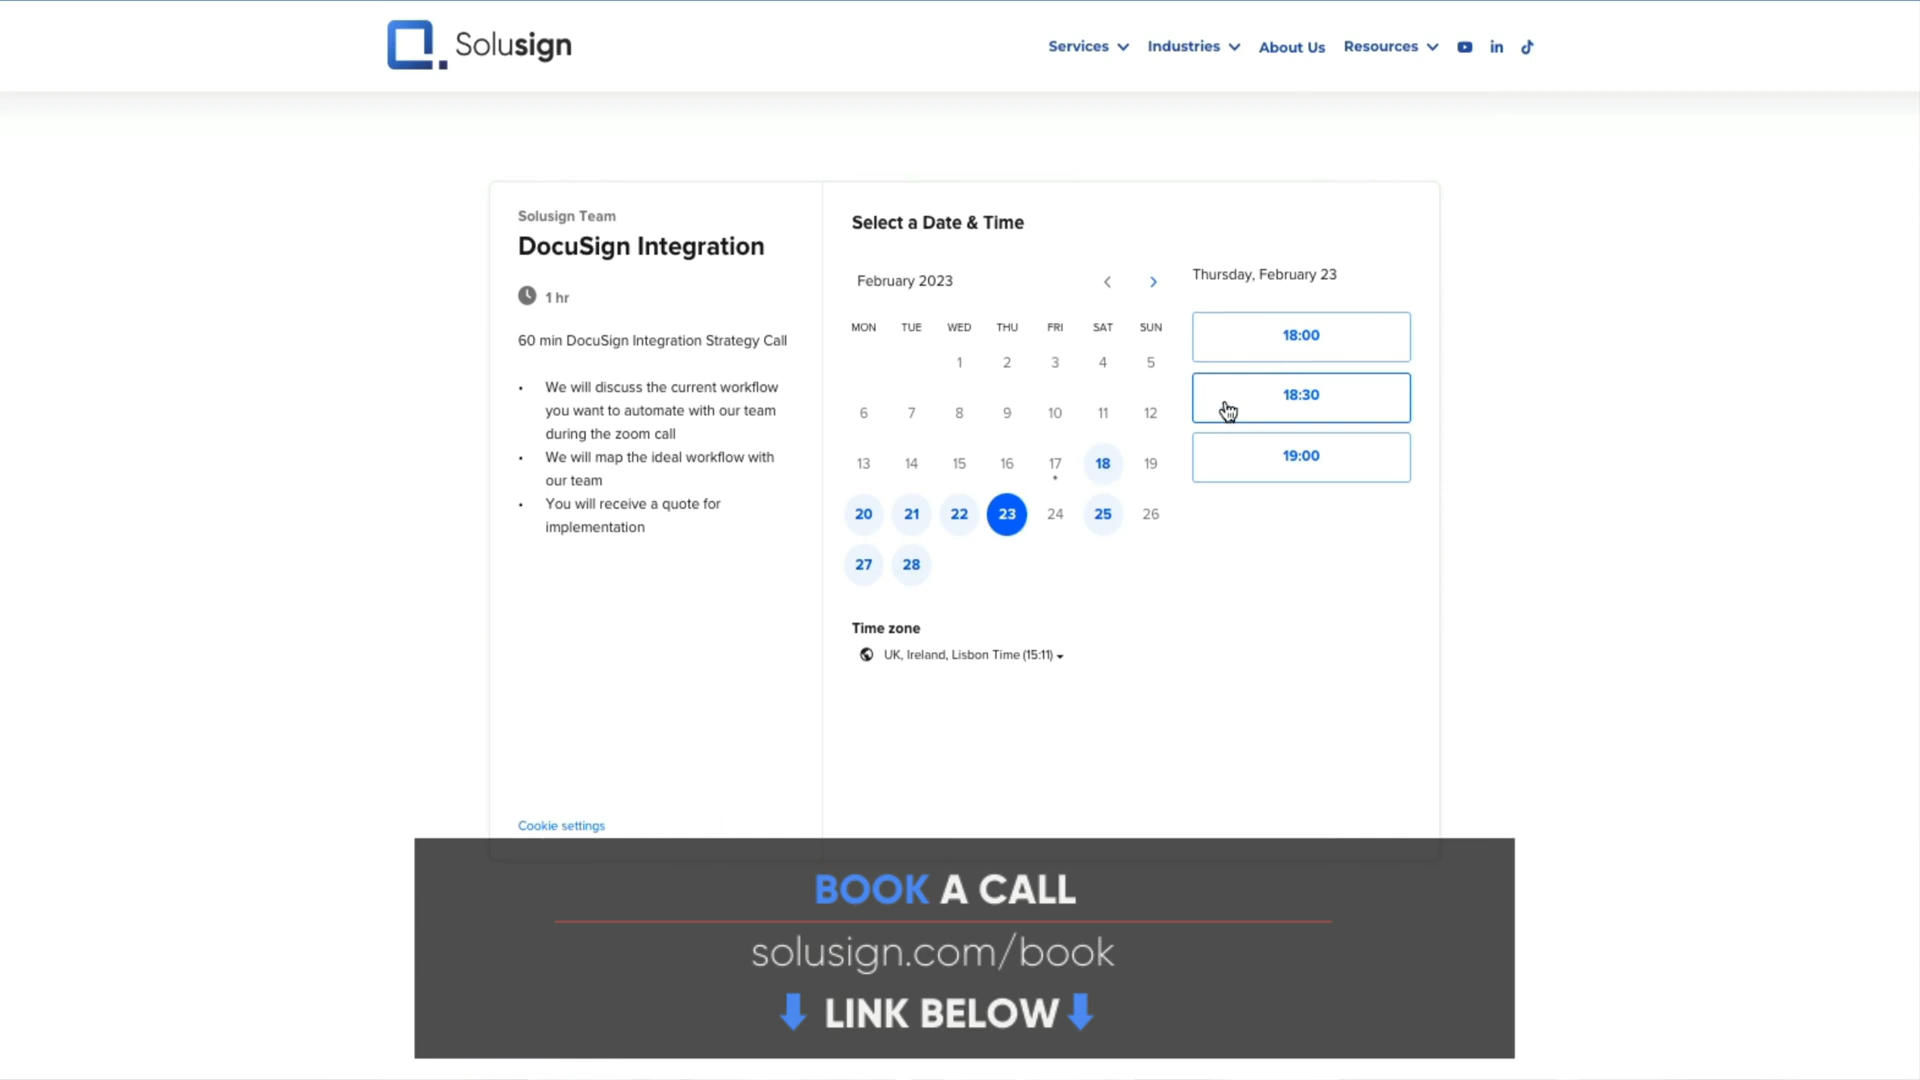 Solusign
Services Industries About Us Resources
Solusign Team
DocuSign Integration
1 hr
60 min DocuSign Integration Strategy Call
• We will discuss the current workflow
you want to automate with our team
during the zoom call
• We will map the ideal workflow with
our team
• You will receive a quote for
implementation
Cookie settings
Select a Date & Time
February 2023
MON TUE WED THU FRI SAT SUN
1 2 3 4 5
6 7 8 9 10 11 12
13 14 15 16 17 18 19
20 21 22 23 24 25 26
27 28
Time zone
UK, Ireland, Lisbon Time (15:11)
Thursday, February 23
18:00
18:30
19:00
BOOK A CALL
solusign.com/book
LINK BELOW